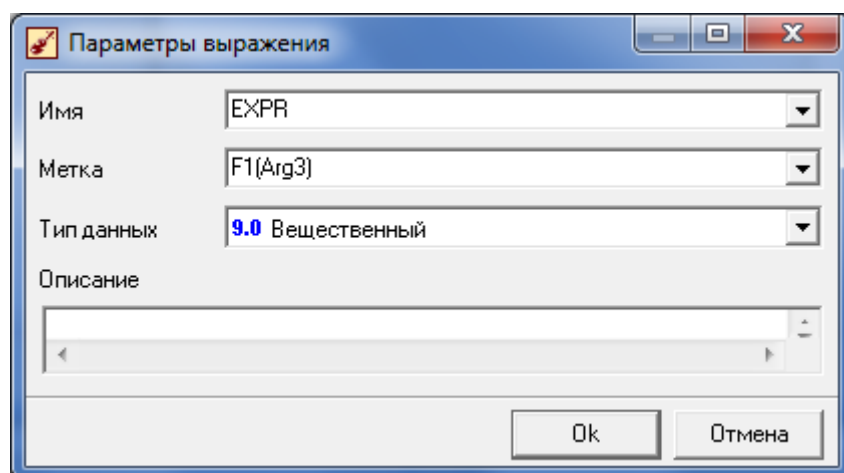 Параметры выражения
Имя EXPR
Метка F1(Arg3)
Тип данных 9.0 Вещественный
Описание
Ok Отмена